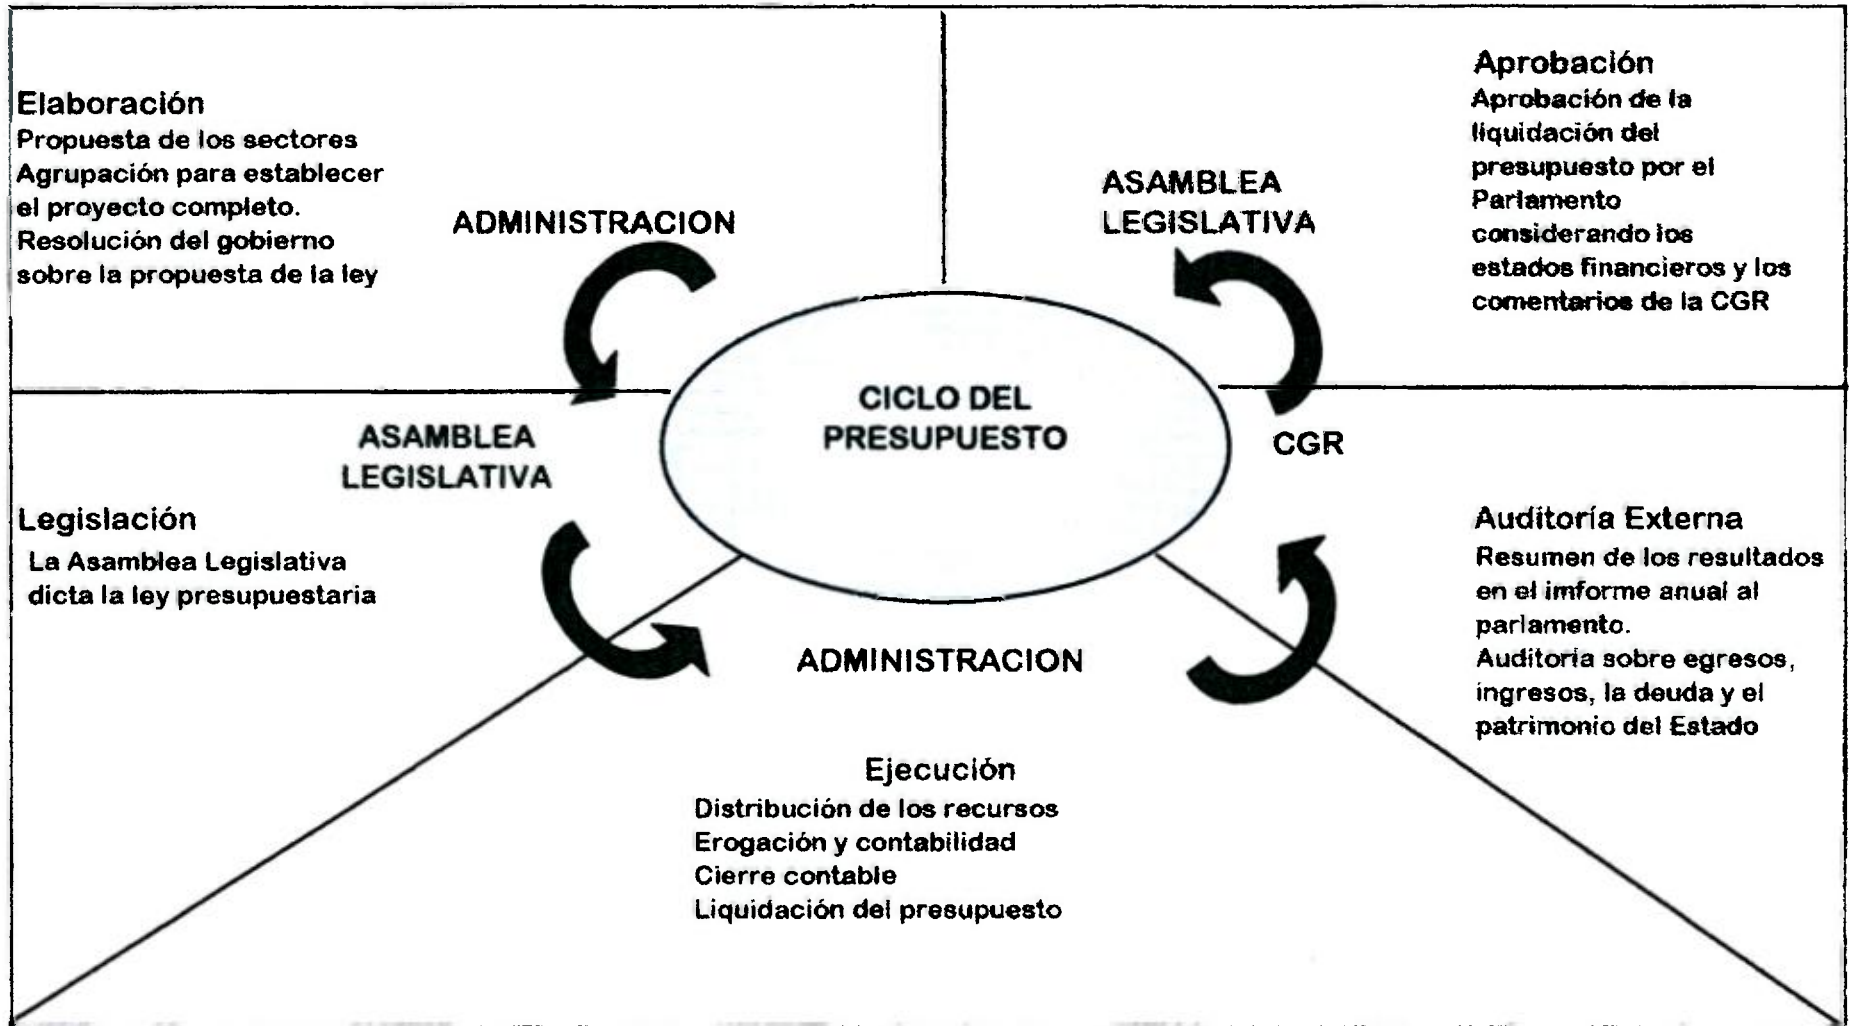 Elaboración
Propuesta de los sectores
Agrupación para establecer
el proyecto completo.
Resolución del gobierno
sobre la propuesta de la ley
ADMINISTRACION
ASAMBLEA
LEGISLATIVA
Aprobación
Aprobación de la
liquidación del
presupuesto por el
Parlamento
considerando los
estados financieros y los
comentarios de la CGR
CICLO DEL
PRESUPUESTO
ASAMBLEA
LEGISLATIVA
Legislación
La Asamblea Legislativa
dicta la ley presupuestaria
CGR
Auditoría Externa
Resumen de los resultados
en el imforme anual al
parlamento.
Auditoría sobre egresos,
ingresos, la deuda y el
patrimonio del Estado
ADMINISTRACION
Ejecución
Distribución de los recursos
Erogación y contabilidad
Cierre contable
Liquidación del presupuesto